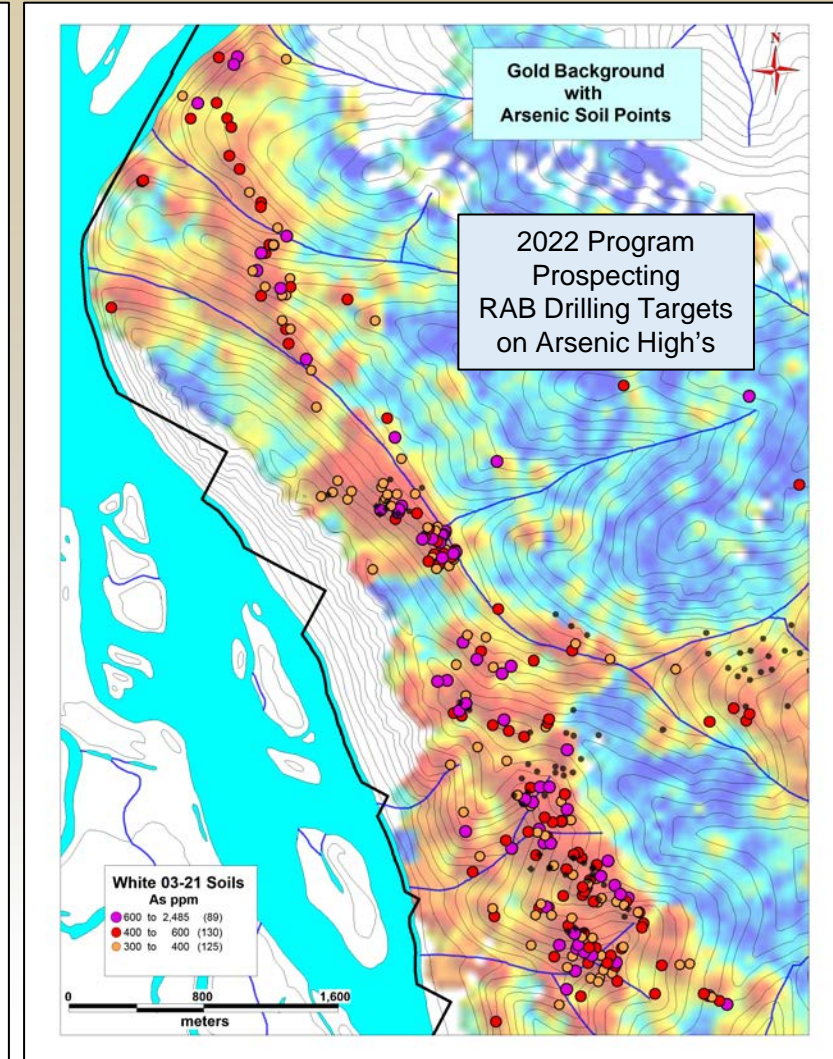 N
Gold Background
with
Arsenic Soil Points
2022 Program
Prospecting
RAB Drilling Targets
on Arsenic High's
White 03-21 Soils
As ppm
600 to 2,485 (89)
400 to 600 (130)
300 to 400 (125)
0 800 1,600
meters